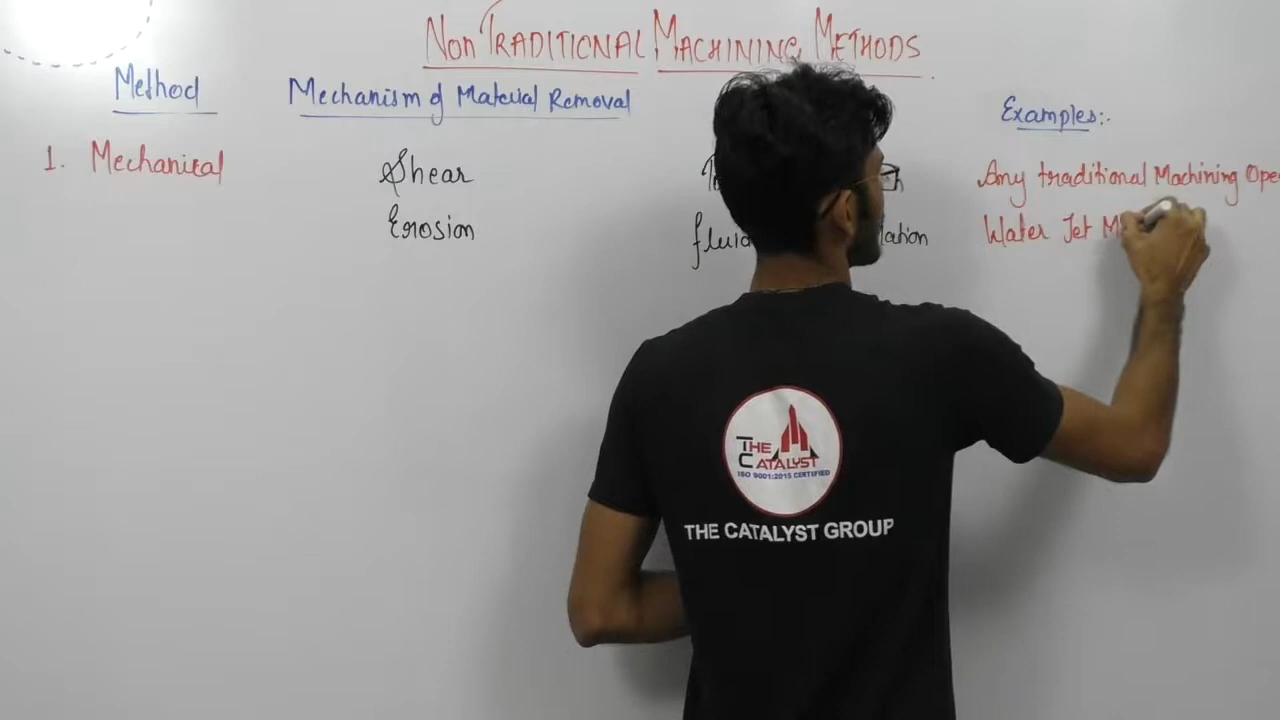 Non TRADITIONAL MACHINING METHODS
Method Mechanism of Material Removal Examples:-
1. Mechanical Shear Any traditional Machining Ope
Erosion fluid Water Jet M
THE
CATALYST
ISO 9001:2015 CERTIFIED
THE CATALYST GROUP